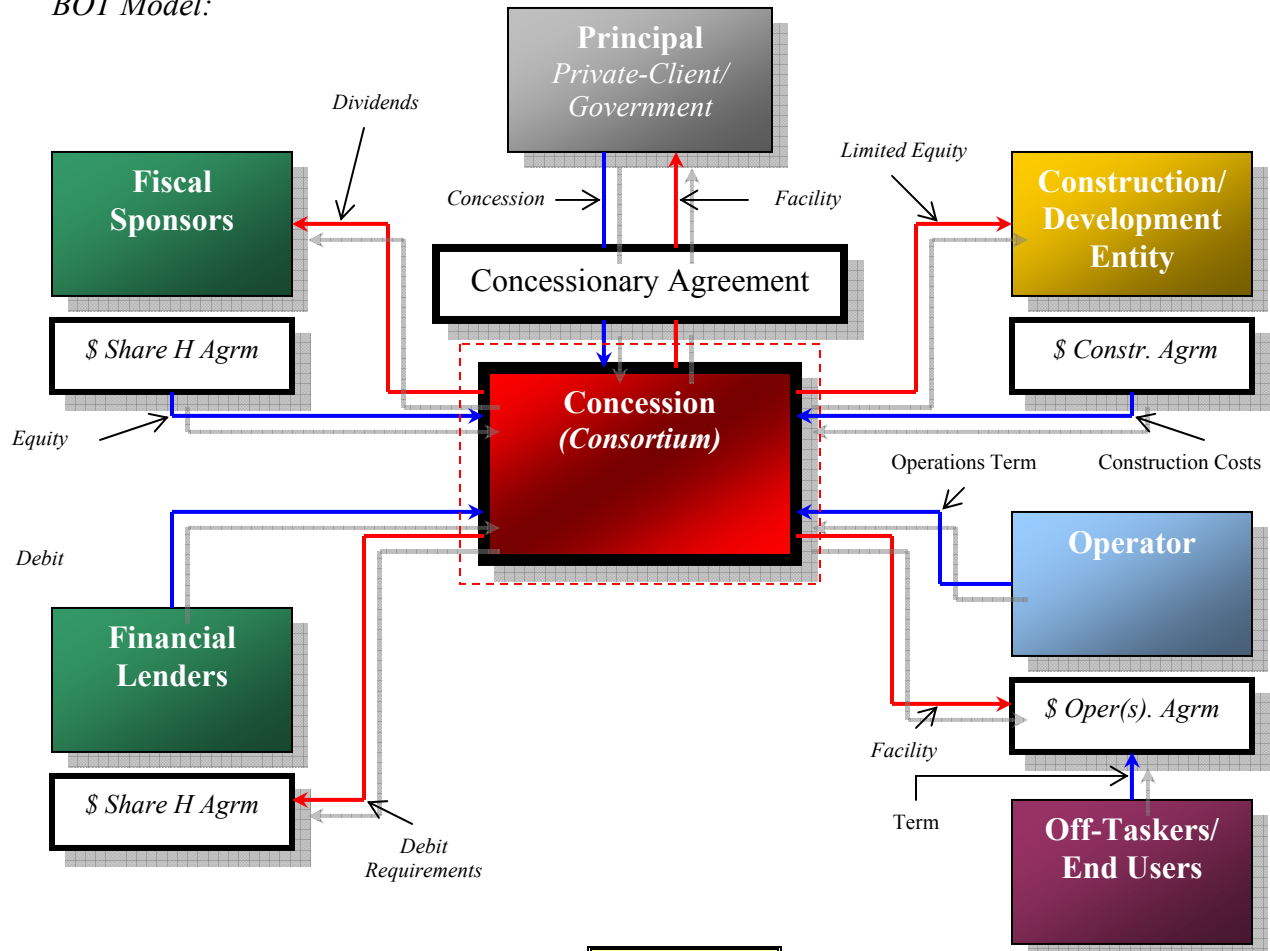 BOT Model:
Principal
Private-Client/
Government
Dividends
Limited Equity
Fiscal
Sponsors
Construction/
Development
Entity
Concession
Facility
Concessionary Agreement
$ Share H Agrm
$ Constr. Agrm
Concession
(Consortium)
Equity
Operations Term
Construction Costs
Operator
Debit
Financial
Lenders
$ Oper(s). Agrm
Facility
$ Share H Agrm
Term
Debit
Requirements
Off-Taskers/
End Users